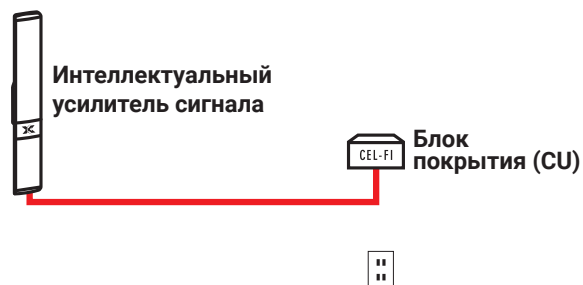 Интеллектуальный
усилитель сигнала
CEL-FI
Блок
покрытия (CU)